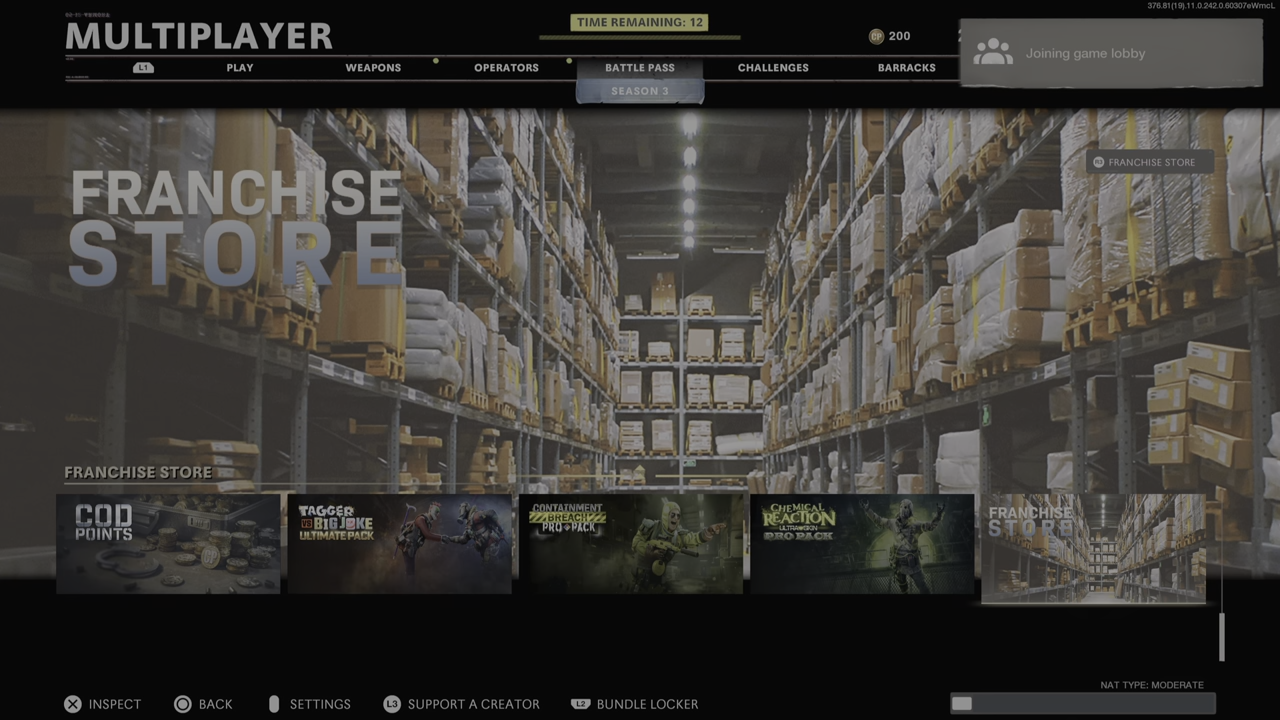 376.81(19).11.0.242.0.60307eWmcL
MULTIPLAYER
TIME REMAINING: 12
CP 200
Joining game lobby
L1 PLAY WEAPONS OPERATORS BATTLE PASS CHALLENGES BARRACKS
SEASON 3
FRANCHISE STORE
FRANCHISE
STORE
FRANCHISE STORE
COD
POINTS
TAGGER
VS BIG JOKE
ULTIMATE PACK
CONTAINMENT
BREACH
PRO PACK
CHEMICAL
REACTION
ULTRASKIN
PRO PACK
FRANCHISE
STORE
NAT TYPE: MODERATE
INSPECT BACK SETTINGS L3 SUPPORT A CREATOR L2 BUNDLE LOCKER